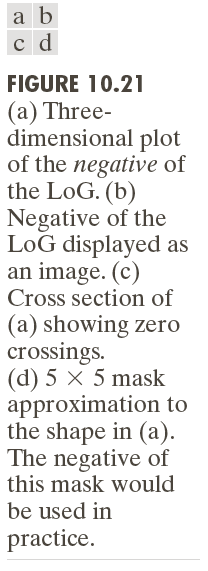 a b
c d
FIGURE 10.21
(a) Three-
dimensional plot
of the negative of
the LoG. (b)
Negative of the
LoG displayed as
an image. (c)
Cross section of
(a) showing zero
crossings.
(d) 5 × 5 mask
approximation to
the shape in (a).
The negative of
this mask would
be used in
practice.